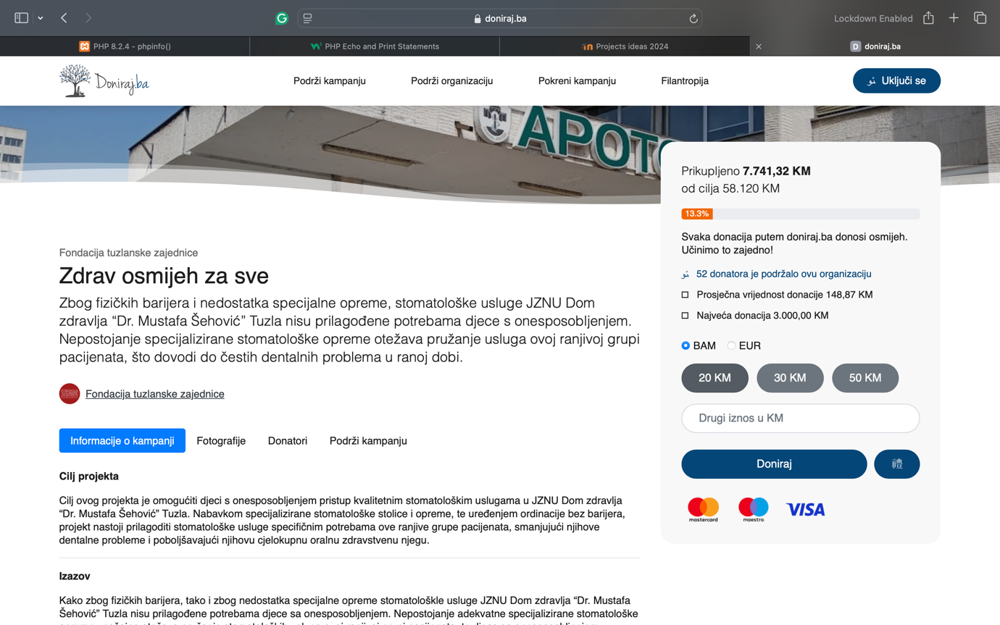 doniraj.ba
Lockdown Enabled
PHP 8.2.4 - phpinfo()
PHP Echo and Print Statements
Projects ideas 2024
D doniraj.ba
Doniraj.ba
Podrži kampanju
Podrži organizaciju
Pokreni kampanju
Filantropija
Uključi se
APOT
Prikupljeno 7.741,32 KM
od cilja 58.120 KM
13.3%
Svaka donacija putem doniraj.ba donosi osmijeh.
Učinimo to zajedno!
52 donatora je podržalo ovu organizaciju
Prosječna vrijednost donacije 148,87 KM
Najveća donacija 3.000,00 KM
BAM EUR
20 KM 30 KM 50 KM
Drugi iznos u KM
Doniraj 禮
mastercard maestro VISA
Fondacija tuzlanske zajednice
Zdrav osmijeh za sve
Zbog fizičkih barijera i nedostatka specijalne opreme, stomatološke usluge JZNU Dom
zdravlja “Dr. Mustafa Šehović” Tuzla nisu prilagođene potrebama djece s onesposobljenjem.
Nepostojanje specijalizirane stomatološke opreme otežava pružanje usluga ovoj ranjivoj grupi
pacijenata, što dovodi do čestih dentalnih problema u ranoj dobi.
Fondacija tuzlanske zajednice
Informacije o kampanji Fotografije Donatori Podrži kampanju
Cilj projekta
Cilj ovog projekta je omogućiti djeci s onesposobljenjem pristup kvalitetnim stomatološkim uslugama u JZNU Dom zdravlja
“Dr. Mustafa Šehović” Tuzla. Nabavkom specijalizirane stomatološke stolice i opreme, te uređenjem ordinacije bez barijera,
projekt nastoji prilagoditi stomatološke usluge specifičnim potrebama ove ranjive grupe pacijenata, smanjujući njihove
dentalne probleme i poboljšavajući njihovu cjelokupnu oralnu zdravstvenu njegu.
Izazov
Kako zbog fizičkih barijera, tako i zbog nedostatka specijalne opreme stomatološkle usluge JZNU Dom zdravlja “Dr. Mustafa
Šehović” Tuzla nisu prilagođene potrebama djece sa onesposobljenjem. Nepostojanje adekvatne specijalizirane stomatološke